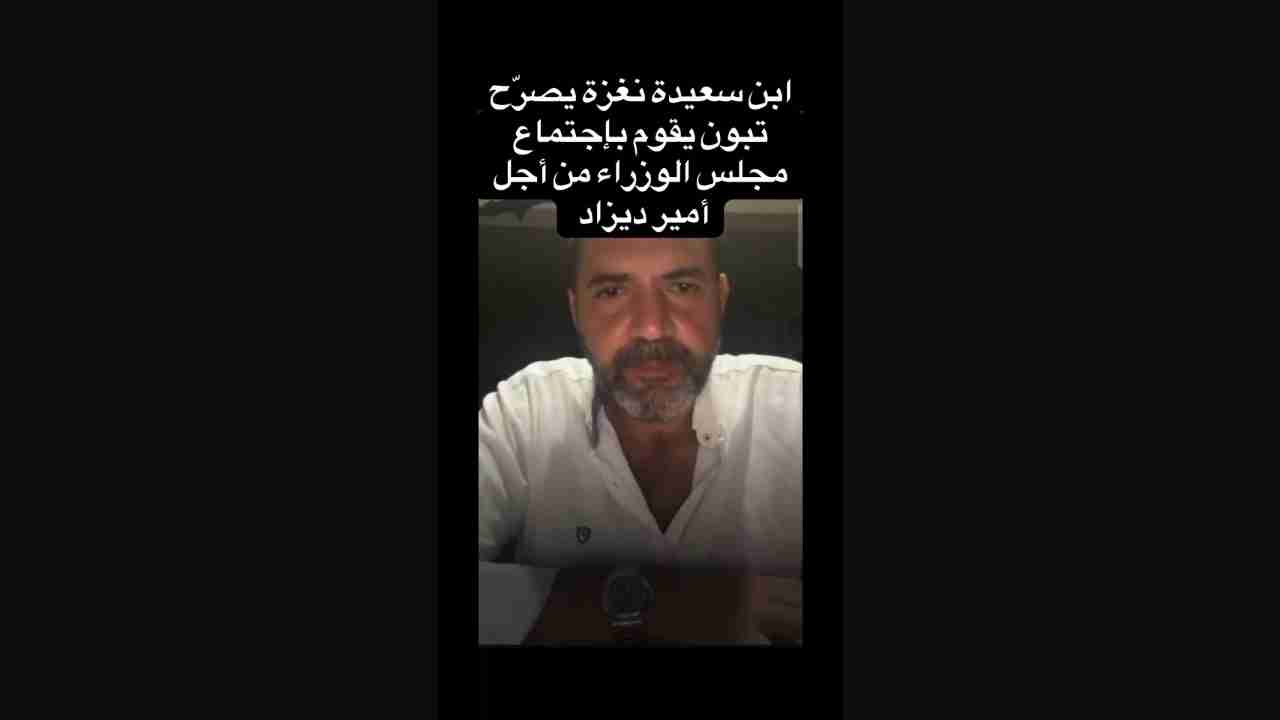 ابن سعيدة نغزة يصرّح
تبون يقوم بإجتماع
مجلس الوزراء من أجل
أمير ديزاد